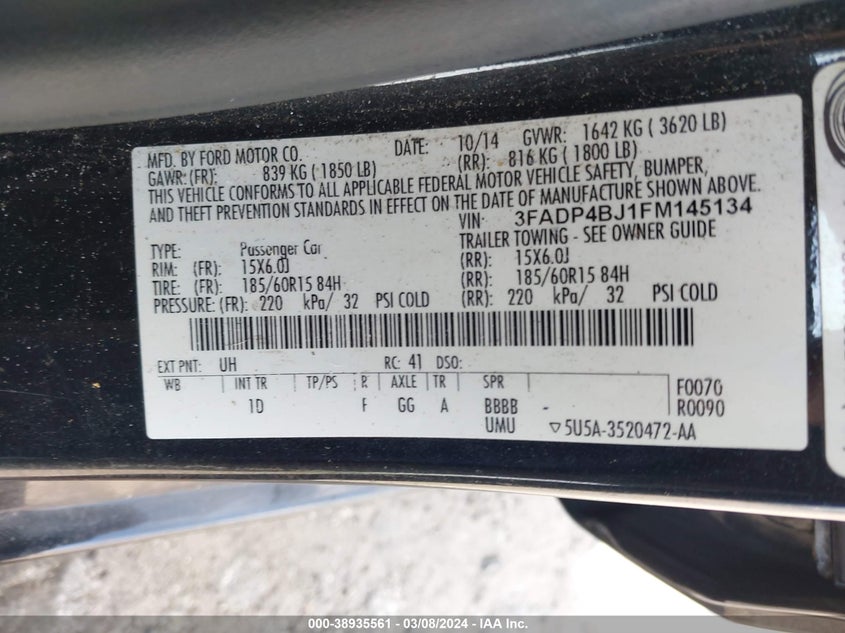 MFD. BY FORD MOTOR CO. DATE: 10/14 GVWR: 1642 KG ( 3620 LB)
GAWR: (FR): 839 KG ( 1850 LB) (RR): 816 KG ( 1800 LB)
THIS VEHICLE CONFORMS TO ALL APPLICABLE FEDERAL MOTOR VEHICLE SAFETY, BUMPER,
AND THEFT PREVENTION STANDARDS IN EFFECT ON THE DATE OF MANUFACTURE SHOWN ABOVE.
VIN: 3FADP4BJ1FM145134
TYPE: Passenger Car TRAILER TOWING - SEE OWNER GUIDE
RIM: (FR): 15X6.0J (RR): 15X6.0J
TIRE: (FR): 185/60R15 84H (RR): 185/60R15 84H
PRESSURE: (FR): 220 kPa/ 32 PSI COLD (RR): 220 kPa/ 32 PSI COLD
EXT PNT: UH RC: 41 DSO:
WB INT TR TP/PS R AXLE TR SPR F0070
1D F GG A BBBB - R0090
UMU ▽5U5A-3520472-AA
000-38935561 - 03/08/2024 - IAA Inc.